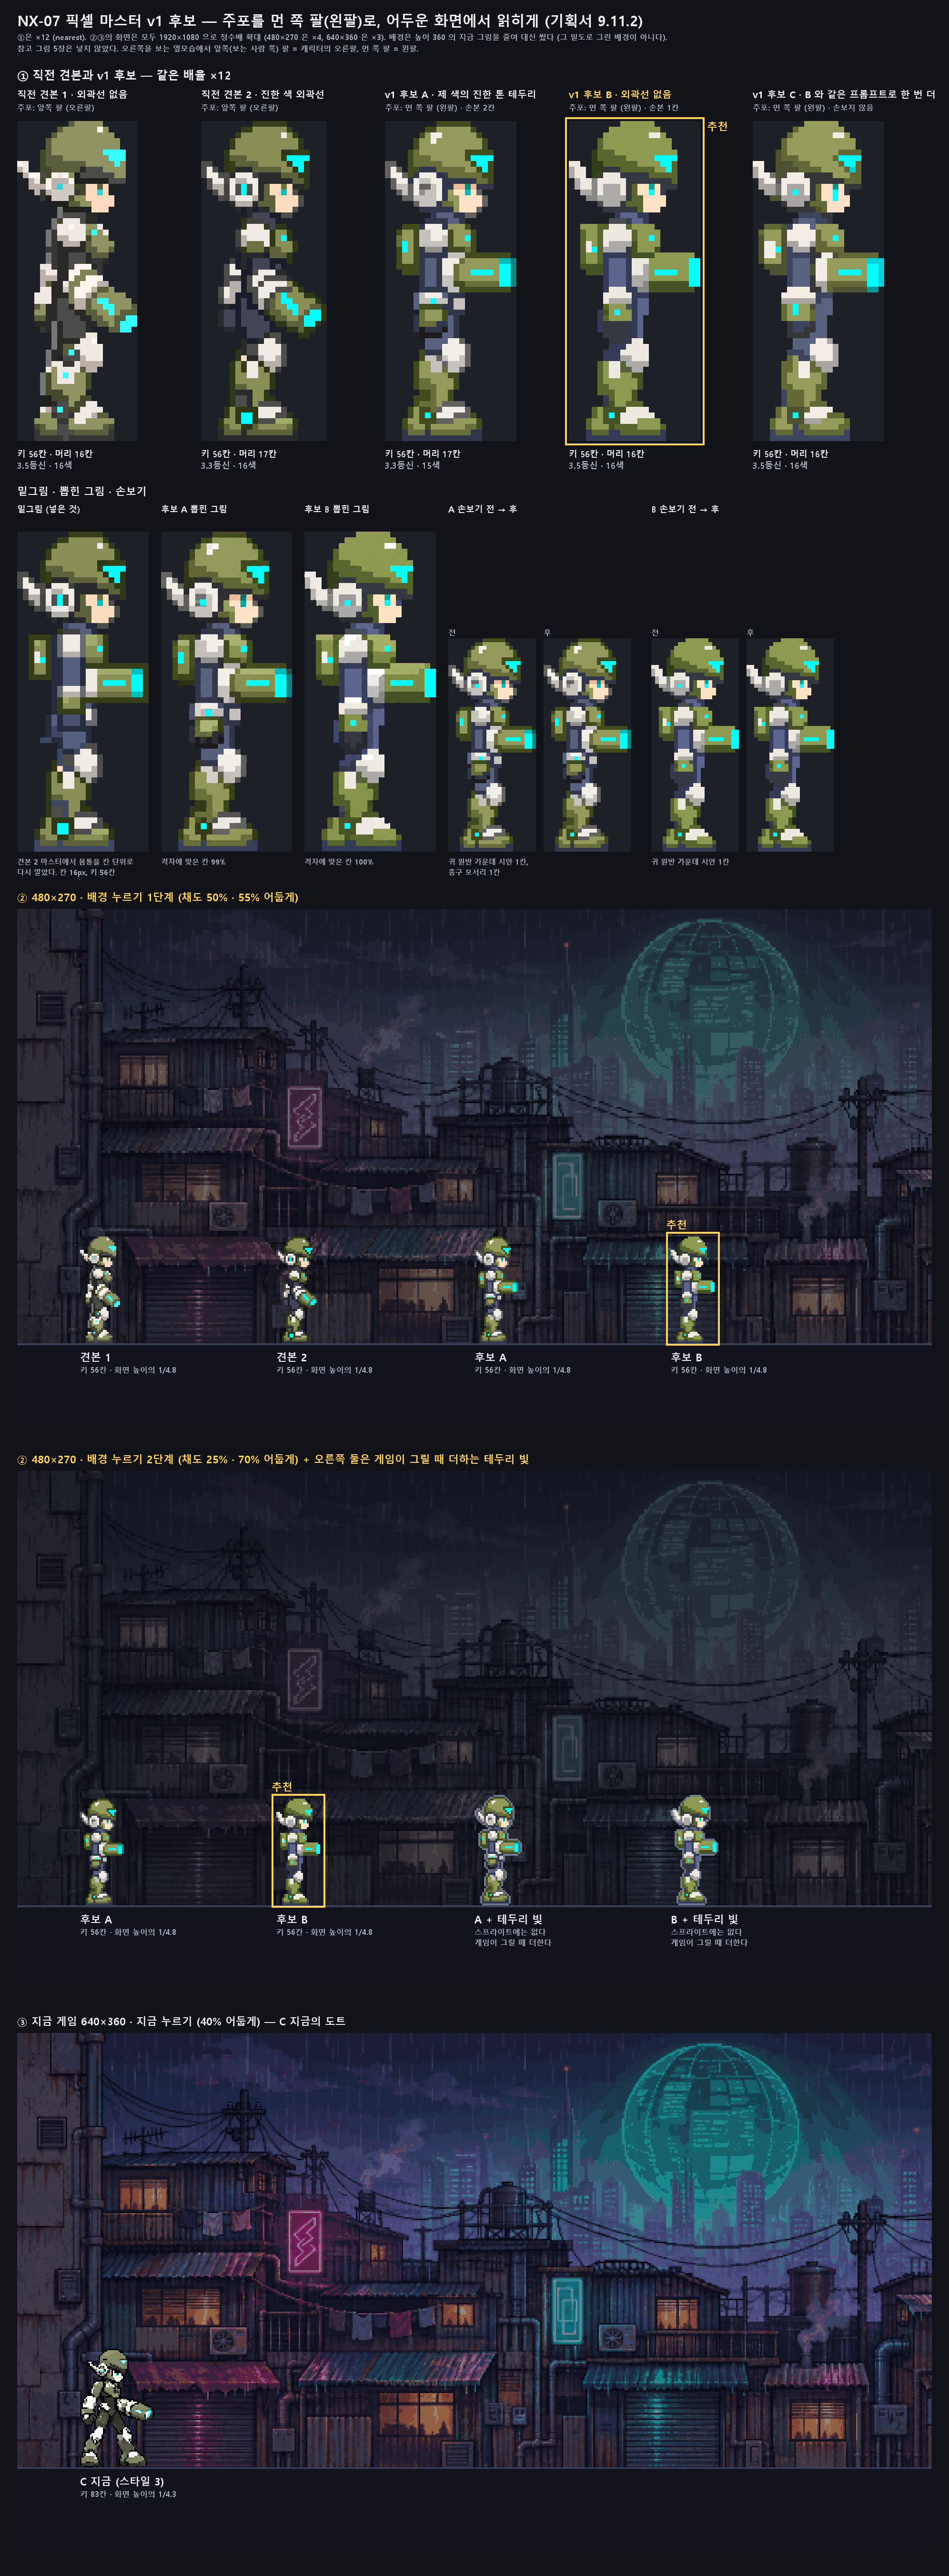 NX-07 픽셀 마스터 v1 후보 — 주포를 먼 쪽 팔(왼팔)로, 어두운 화면에서 읽히게 (기획서 9.11.2)
①은 ×12 (nearest). ②③의 화면은 모두 1920×1080 으로 정수배 확대 (480×270 은 ×4, 640×360 은 ×3). 배경은 높이 360 의 지금 그림을 줄여 대신 썼다 (그 밀도로 그린 배경이 아니다).
참고 그림 5장은 넣지 않았다. 오른쪽을 보는 옆모습에서 앞쪽(보는 사람 쪽) 팔 = 캐릭터의 오른팔, 먼 쪽 팔 = 왼팔.
① 직전 견본과 v1 후보 — 같은 배율 ×12
직전 견본 1 · 외곽선 없음
주포: 앞쪽 팔 (오른팔)
직전 견본 2 · 진한 색 외곽선
주포: 앞쪽 팔 (오른팔)
v1 후보 A · 제 색의 진한 톤 테두리
주포: 먼 쪽 팔 (왼팔) · 손본 2칸
v1 후보 B · 외곽선 없음
주포: 먼 쪽 팔 (왼팔) · 손본 1칸
v1 후보 C · B 와 같은 프롬프트로 한 번 더
주포: 먼 쪽 팔 (왼팔) · 손보지 않음
추천
키 56칸 · 머리 16칸
3.5등신 · 16색
키 56칸 · 머리 17칸
3.3등신 · 16색
키 56칸 · 머리 17칸
3.3등신 · 15색
키 56칸 · 머리 16칸
3.5등신 · 16색
키 56칸 · 머리 16칸
3.5등신 · 16색
밑그림 · 뽑힌 그림 · 손보기
밑그림 (넣은 것)
후보 A 뽑힌 그림
후보 B 뽑힌 그림
A 손보기 전 → 후
B 손보기 전 → 후
전
후
전
후
견본 2 마스터에서 몸통을 칸 단위로
다시 깔았다. 칸 16px, 키 56칸
격자에 맞은 칸 99%
격자에 맞은 칸 100%
귀 원반 가운데 시안 1칸,
총구 모서리 1칸
귀 원반 가운데 시안 1칸
② 480×270 · 배경 누르기 1단계 (채도 50% · 55% 어둡게)
추천
견본 1
키 56칸 · 화면 높이의 1/4.8
견본 2
키 56칸 · 화면 높이의 1/4.8
후보 A
키 56칸 · 화면 높이의 1/4.8
후보 B
키 56칸 · 화면 높이의 1/4.8
② 480×270 · 배경 누르기 2단계 (채도 25% · 70% 어둡게) + 오른쪽 둘은 게임이 그릴 때 더하는 테두리 빛
추천
후보 A
키 56칸 · 화면 높이의 1/4.8
후보 B
키 56칸 · 화면 높이의 1/4.8
A + 테두리 빛
스프라이트에는 없다
게임이 그릴 때 더한다
B + 테두리 빛
스프라이트에는 없다
게임이 그릴 때 더한다
③ 지금 게임 640×360 · 지금 누르기 (40% 어둡게) — C 지금의 도트
C 지금 (스타일 3)
키 83칸 · 화면 높이의 1/4.3